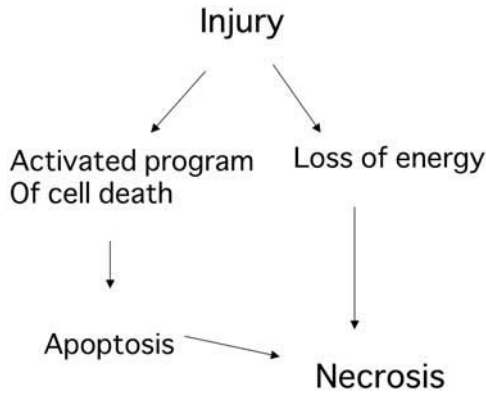 Injury
Activated program
Of cell death
Loss of energy
Apoptosis
Necrosis